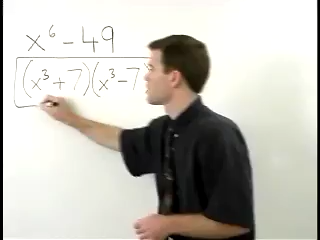 x⁶ - 49
(x³ + 7)(x³ - 7)